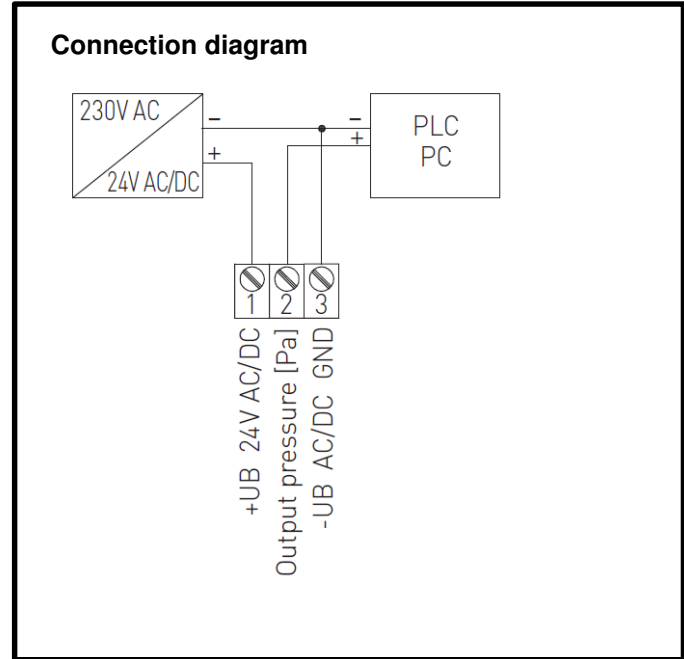 Connection diagram
230V AC
24V AC/DC
−
+
−
+
PLC
PC
1
2
3
+UB 24V AC/DC
Output pressure [Pa]
-UB AC/DC GND